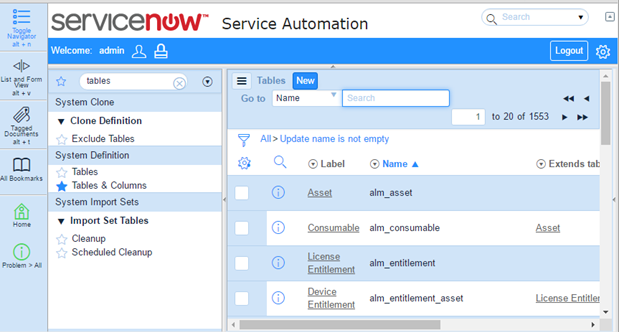 servicenow™ Service Automation
Search
Welcome: admin
Logout
Toggle
Navigator
alt + n
List and Form
View
alt + v
Tagged
Documents
alt + t
All Bookmarks
Home
Problem > All
tables
System Clone
Clone Definition
Exclude Tables
System Definition
Tables
Tables & Columns
System Import Sets
Import Set Tables
Cleanup
Scheduled Cleanup
Tables New
Go to Name Search
1 to 20 of 1553
All > Update name is not empty
Label Name Extends tab
Asset alm_asset
Consumable alm_consumable Asset
License
Entitlement alm_entitlement
Device
Entitlement alm_entitlement_asset License Entitlem